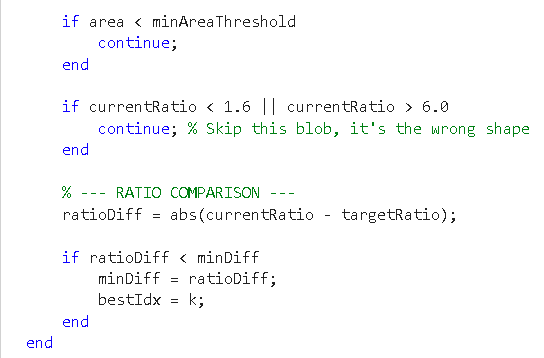 if area < minAreaThreshold
continue;
end
if currentRatio < 1.6 || currentRatio > 6.0
continue; % Skip this blob, it's the wrong shape
end
% --- RATIO COMPARISON ---
ratioDiff = abs(currentRatio - targetRatio);
if ratioDiff < minDiff
minDiff = ratioDiff;
bestIdx = k;
end
end